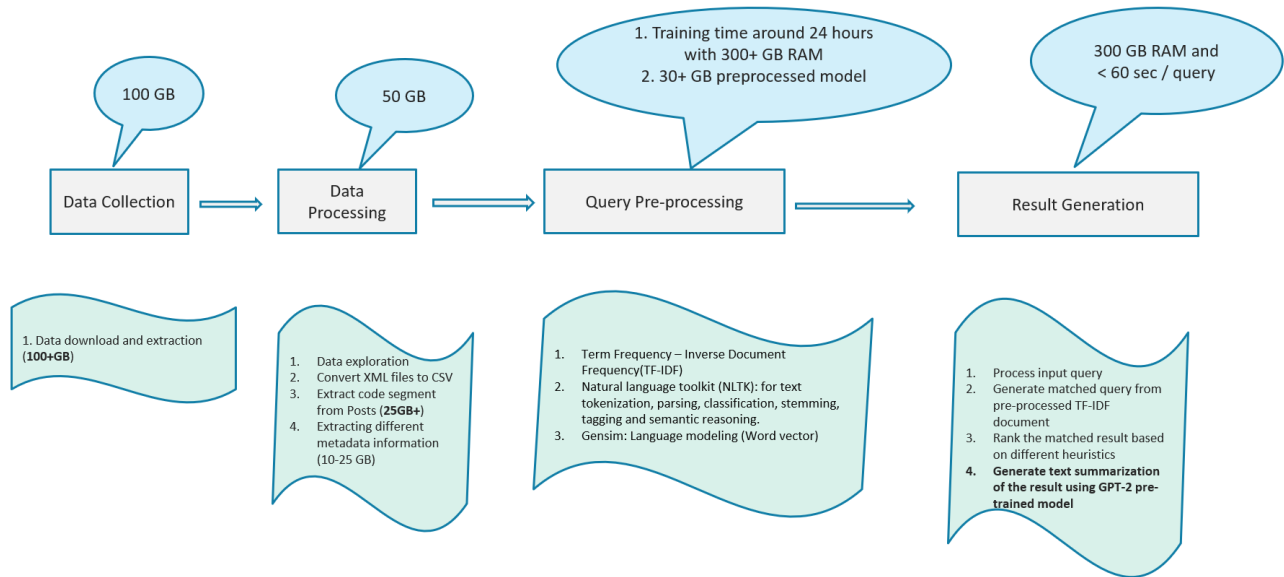 100 GB
50 GB
1. Training time around 24 hours
with 300+ GB RAM
2. 30+ GB preprocessed model
300 GB RAM and
< 60 sec / query
Data Collection
Data
Processing
Query Pre-processing
Result Generation
1. Data download and extraction
(100+GB)
1. Data exploration
2. Convert XML files to CSV
3. Extract code segment
from Posts (25GB+)
4. Extracting different
metadata information
(10-25 GB)
1. Term Frequency – Inverse Document
Frequency(TF-IDF)
2. Natural language toolkit (NLTK): for text
tokenization, parsing, classification, stemming,
tagging and semantic reasoning.
3. Gensim: Language modeling (Word vector)
1. Process input query
2. Generate matched query from
pre-processed TF-IDF
document
3. Rank the matched result based
on different heuristics
4. Generate text summarization
of the result using GPT-2 pre-
trained model